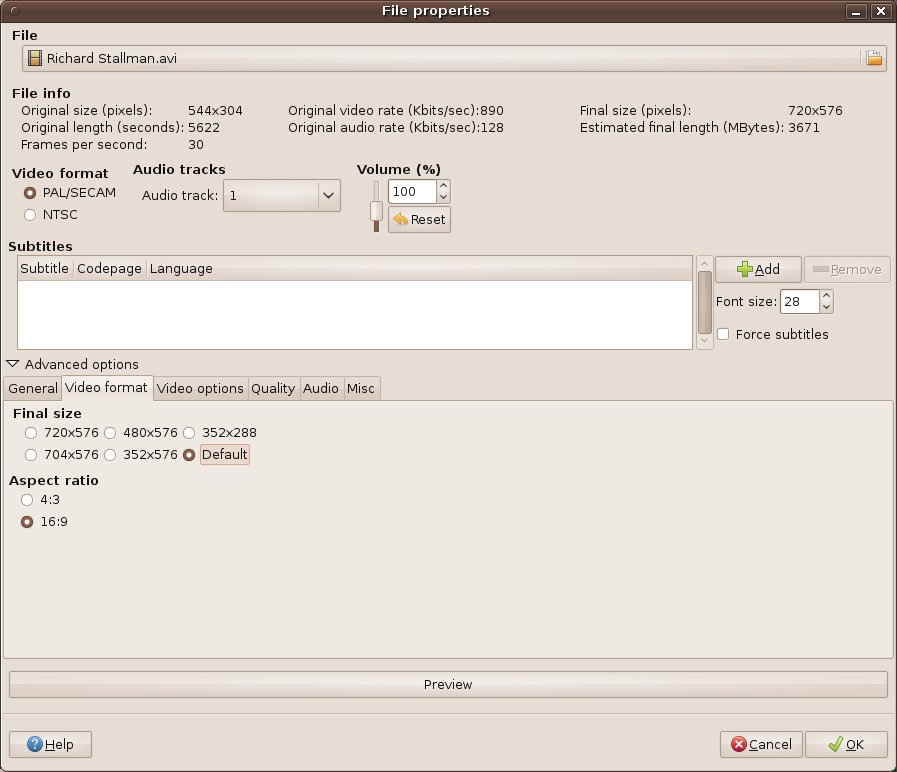 File properties
File
Richard Stallman.avi
File info
Original size (pixels): 544x304 Original video rate (Kbits/sec):890 Final size (pixels): 720x576
Original length (seconds): 5622 Original audio rate (Kbits/sec):128 Estimated final length (MBytes): 3671
Frames per second: 30
Video format Audio tracks Volume (%)
PAL/SECAM Audio track: 1 100
NTSC Reset
Subtitles
Subtitle Codepage Language Add Remove
Font size: 28
Force subtitles
Advanced options
General Video format Video options Quality Audio Misc
Final size
720x576 480x576 352x288
704x576 352x576 Default
Aspect ratio
4:3
16:9
Preview
Help Cancel OK